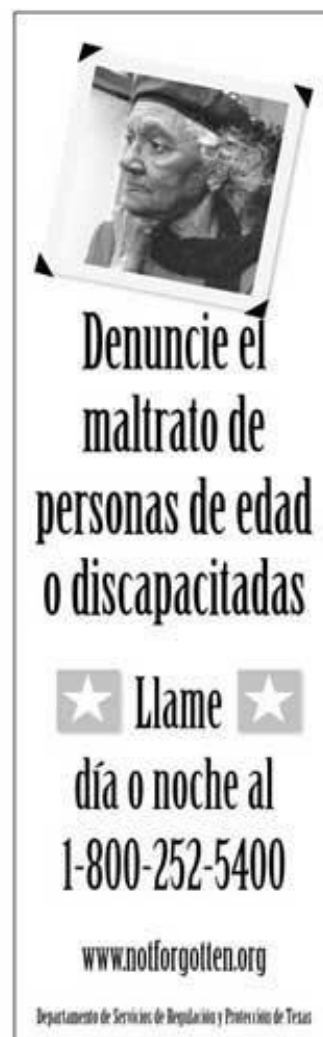 Denuncie el
maltrato de
personas de edad
o discapacitadas
Llame
día o noche al
1-800-252-5400
www.notforgotten.org
Departamento de Servicios de Regulación y Protección de Texas